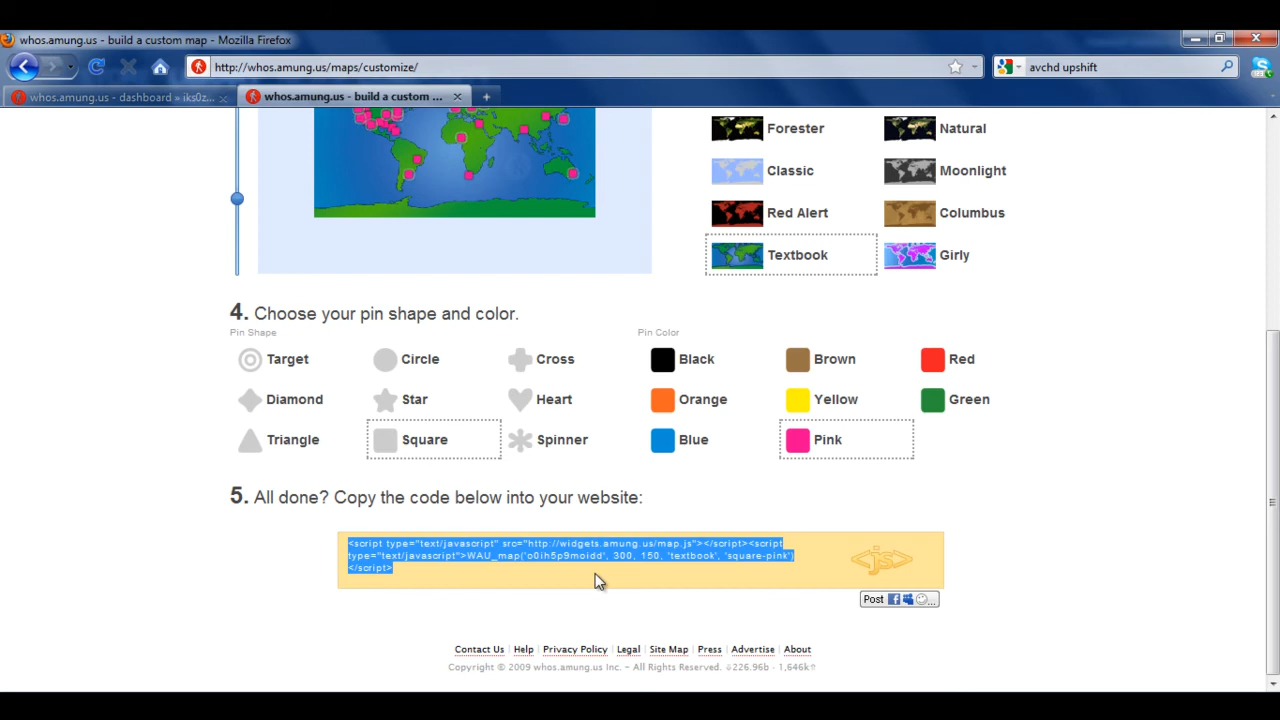 whos.amung.us - build a custom map - Mozilla Firefox
http://whos.amung.us/maps/customize/
avchd upshift
whos.amung.us - dashboard » iks0z...
whos.amung.us - build a custom ...
Forester
Natural
Classic
Moonlight
Red Alert
Columbus
Textbook
Girly
4. Choose your pin shape and color.
Pin Shape
Pin Color
Target
Circle
Cross
Black
Brown
Red
Diamond
Star
Heart
Orange
Yellow
Green
Triangle
Square
Spinner
Blue
Pink
5. All done? Copy the code below into your website:
<script type="text/javascript" src="http://widgets.amung.us/map.js"></script><script
type="text/javascript">WAU_map('o0ih5p9moidd', 300, 150, 'textbook', 'square-pink')
</script>
<js>
Post
Contact Us | Help | Privacy Policy | Legal | Site Map | Press | Advertise | About
Copyright © 2009 whos.amung.us Inc. – All Rights Reserved. ⇩226.96b · 1,646k⇧